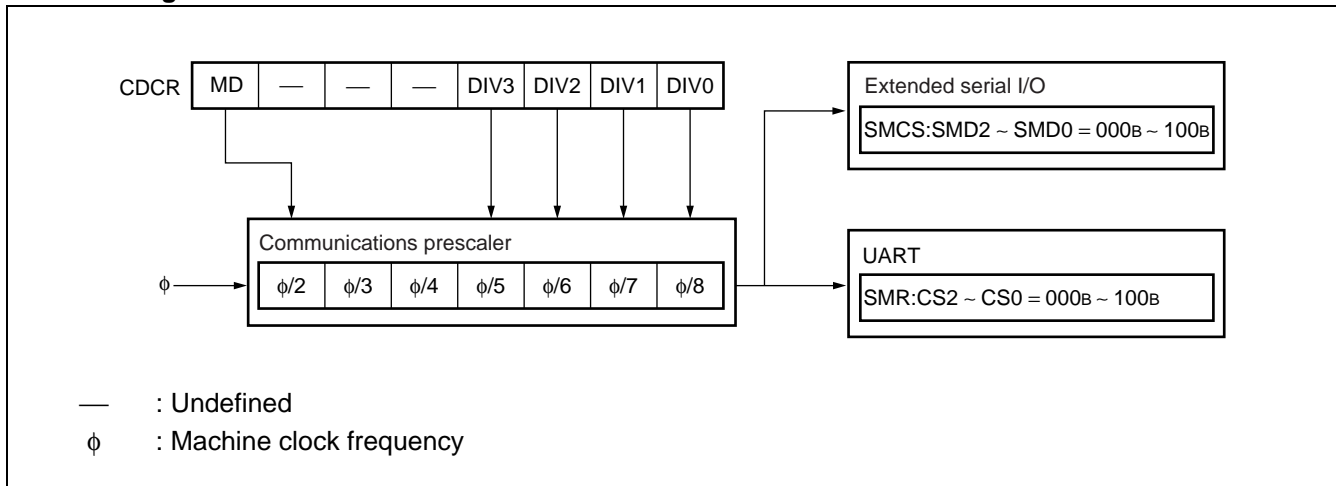 CDCR MD — — — DIV3 DIV2 DIV1 DIV0
Extended serial I/O
SMCS:SMD2 ~ SMD0 = 000B ~ 100B
Communications prescaler
ϕ ϕ/2 ϕ/3 ϕ/4 ϕ/5 ϕ/6 ϕ/7 ϕ/8
UART
SMR:CS2 ~ CS0 = 000B ~ 100B
— : Undefined
ϕ : Machine clock frequency